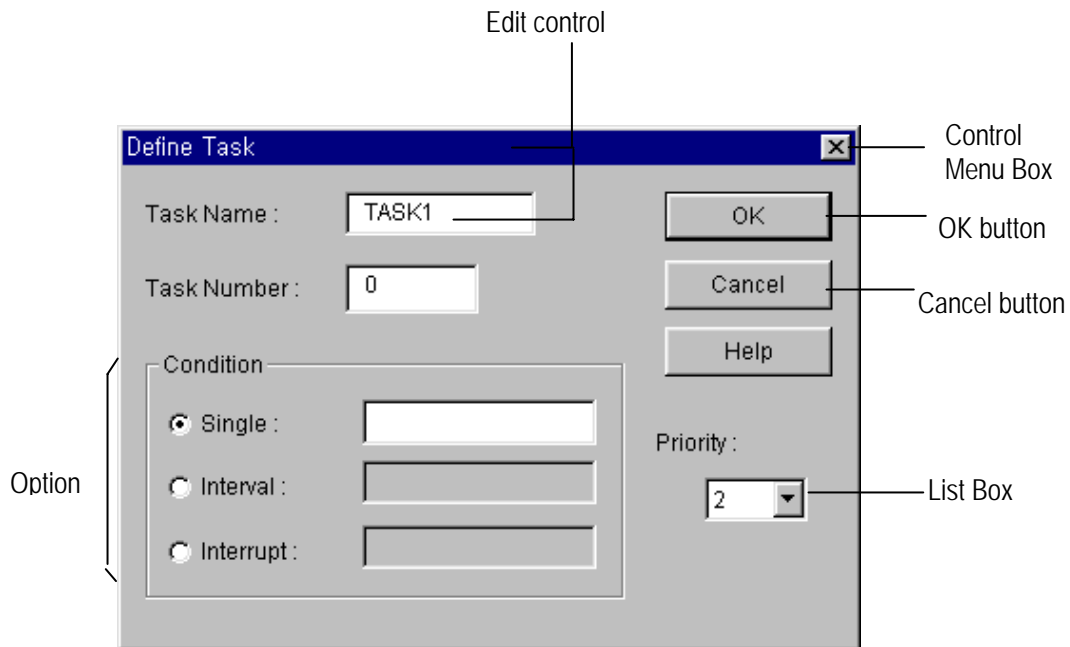 Edit control
Define Task
Control
Menu Box
Task Name :
TASK1
OK
OK button
Task Number :
0
Cancel
Cancel button
Help
Condition
Single :
Priority :
Option
Interval :
2
List Box
Interrupt :